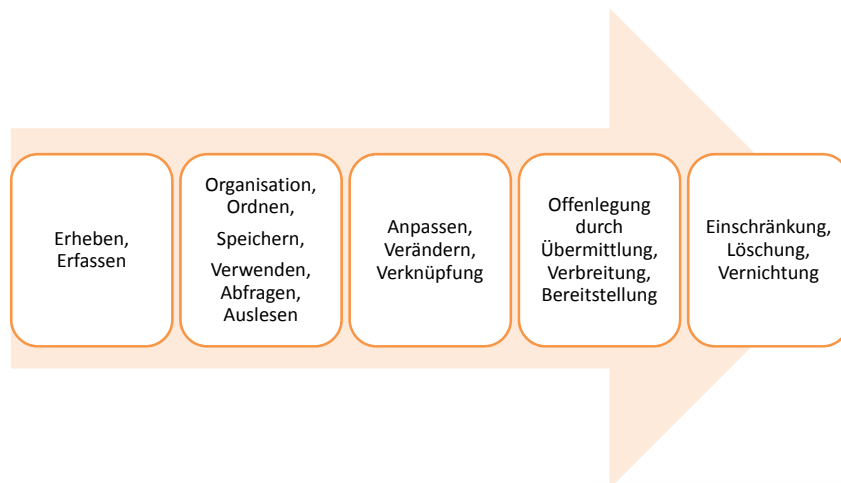 Erheben,
Erfassen
Organisation,
Ordnen,
Speichern,
Verwenden,
Abfragen,
Auslesen
Anpassen,
Verändern,
Verknüpfung
Offenlegung
durch
Übermittlung,
Verbreitung,
Bereitstellung
Einschränkung,
Löschung,
Vernichtung